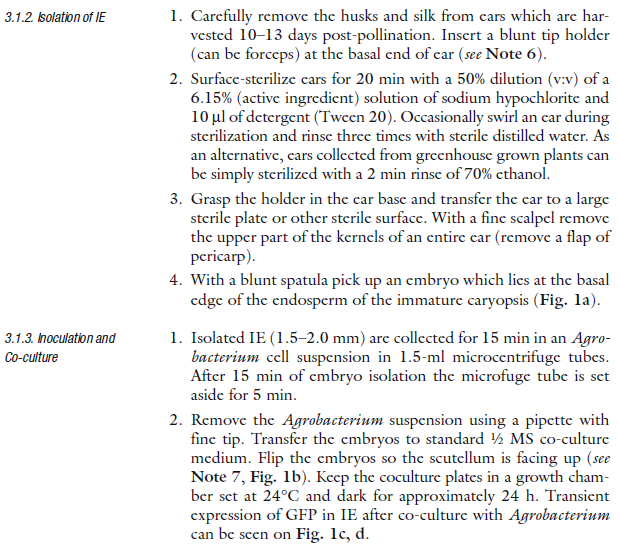 3.1.2. Isolation of IE
1. Carefully remove the husks and silk from ears which are har-
vested 10–13 days post-pollination. Insert a blunt tip holder
(can be forceps) at the basal end of ear (see Note 6).
2. Surface-sterilize ears for 20 min with a 50% dilution (v:v) of a
6.15% (active ingredient) solution of sodium hypochlorite and
10 µl of detergent (Tween 20). Occasionally swirl an ear during
sterilization and rinse three times with sterile distilled water. As
an alternative, ears collected from greenhouse grown plants can
be simply sterilized with a 2 min rinse of 70% ethanol.
3. Grasp the holder in the ear base and transfer the ear to a large
sterile plate or other sterile surface. With a fine scalpel remove
the upper part of the kernels of an entire ear (remove a flap of
pericarp).
4. With a blunt spatula pick up an embryo which lies at the basal
edge of the endosperm of the immature caryopsis (Fig. 1a).
3.1.3. Inoculation and
Co-culture
1. Isolated IE (1.5–2.0 mm) are collected for 15 min in an Agro-
bacterium cell suspension in 1.5-ml microcentrifuge tubes.
After 15 min of embryo isolation the microfuge tube is set
aside for 5 min.
2. Remove the Agrobacterium suspension using a pipette with
fine tip. Transfer the embryos to standard ½ MS co-culture
medium. Flip the embryos so the scutellum is facing up (see
Note 7, Fig. 1b). Keep the coculture plates in a growth cham-
ber set at 24°C and dark for approximately 24 h. Transient
expression of GFP in IE after co-culture with Agrobacterium
can be seen on Fig. 1c, d.